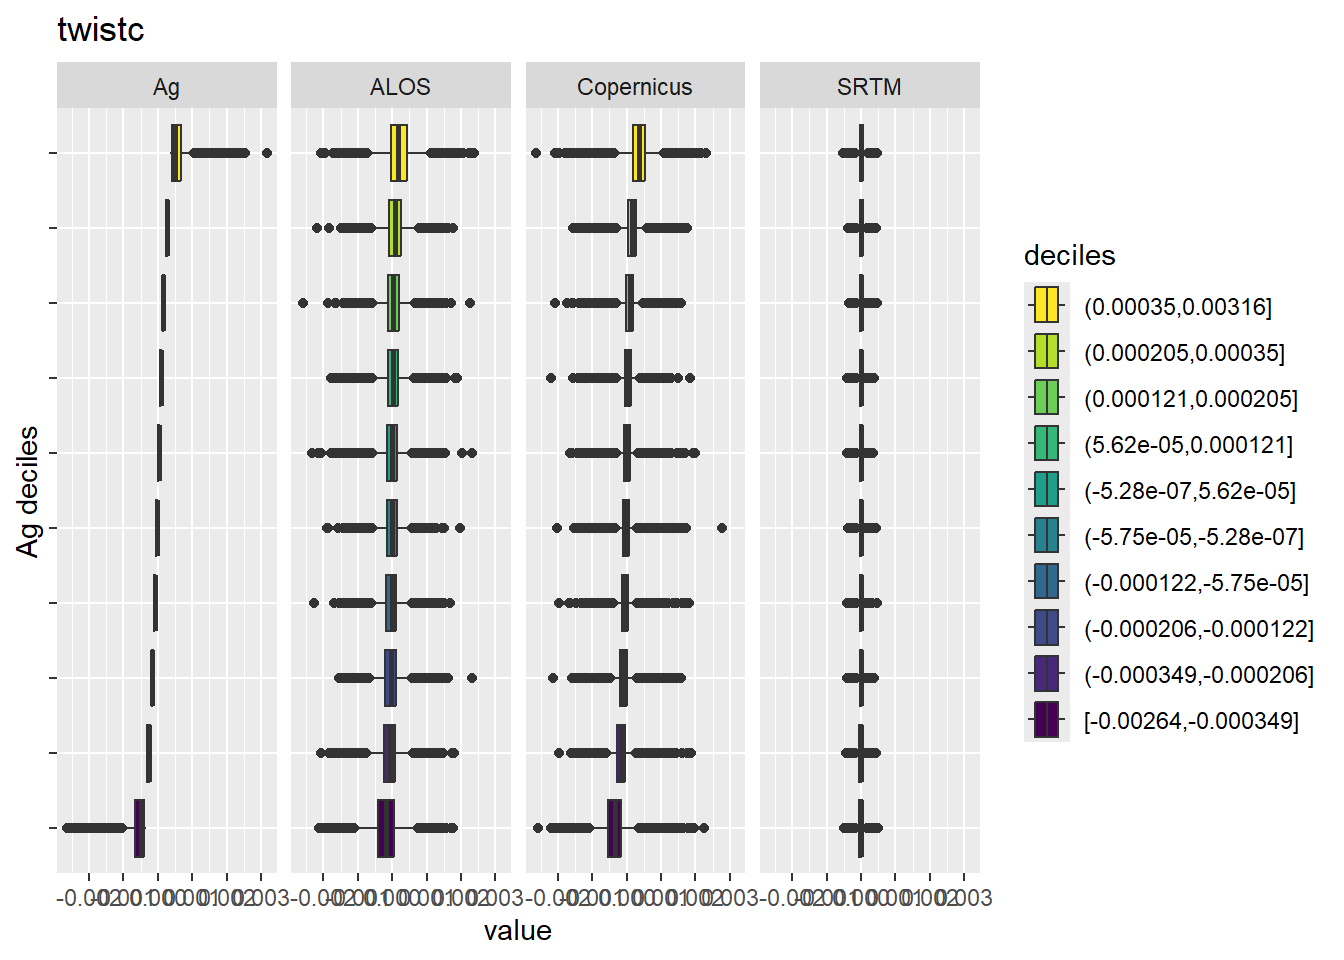 twistc
Ag ALOS Copernicus SRTM
Ag deciles
value
deciles
(0.00035,0.00316]
(0.000205,0.00035]
(0.000121,0.000205]
(5.62e-05,0.000121]
(-5.28e-07,5.62e-05]
(-5.75e-05,-5.28e-07]
(-0.000122,-5.75e-05]
(-0.000206,-0.000122]
(-0.000349,-0.000206]
[-0.00264,-0.000349]